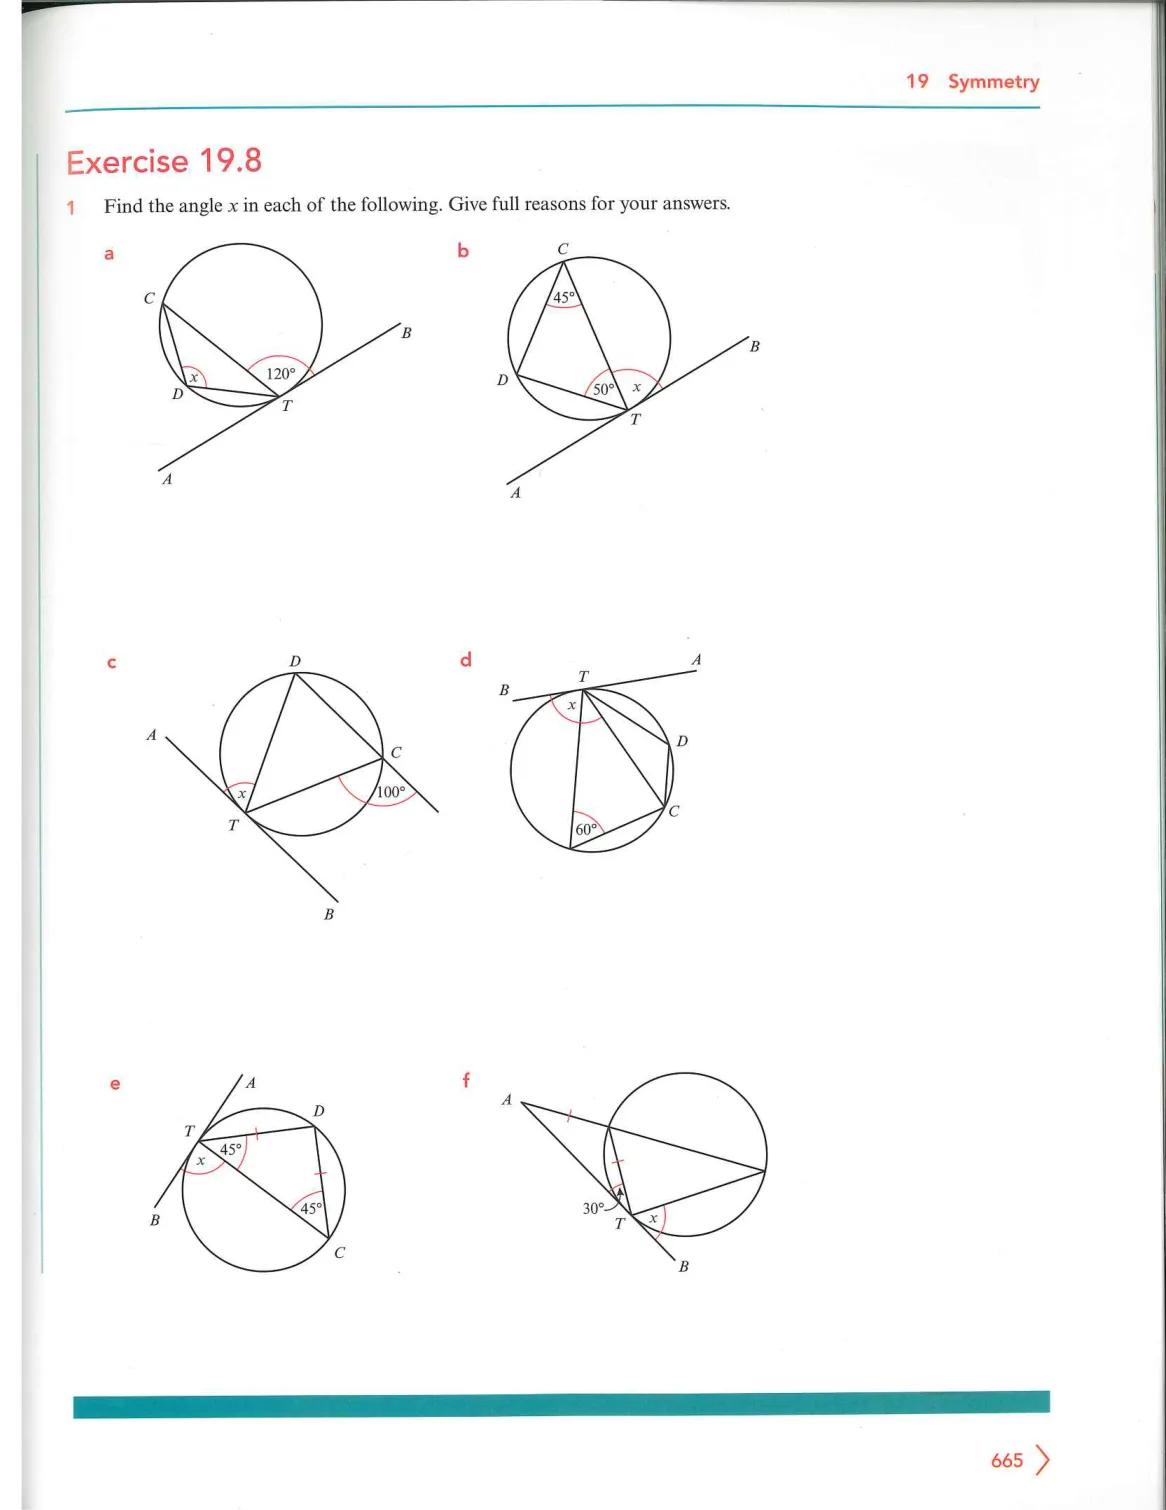 19 Symmetry
Exercise 19.8
1 Find the angle x in each of the following. Give full reasons for your answers.
a
C
B
x
120°
D
T
A
b
C
45°
B
D
50°
x
T
A
c
D
A
C
x
100°
T
B
d
A
T
B
x
D
C
60°
e
A
D
T
45°
x
45°
B
C
f
A
30°
T
x
B
665